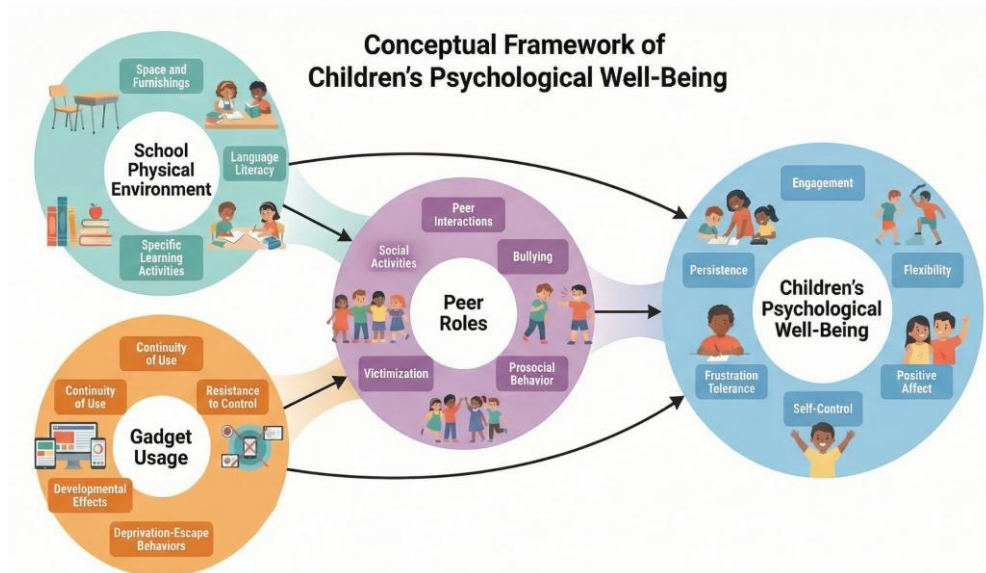 Conceptual Framework of
Children's Psychological Well-Being
Space and
Furnishings
School
Physical
Environment
Language
Literacy
Specific
Learning
Activities
Peer
Interactions
Social
Activities
Bullying
Peer
Roles
Victimization
Prosocial
Behavior
Continuity
of Use
Continuity
of Use
Resistance
to Control
Gadget
Usage
Developmental
Effects
Deprivation-Escape
Behaviors
Engagement
Persistence
Flexibility
Children's
Psychological
Well-Being
Frustration
Tolerance
Positive
Affect
Self-Control